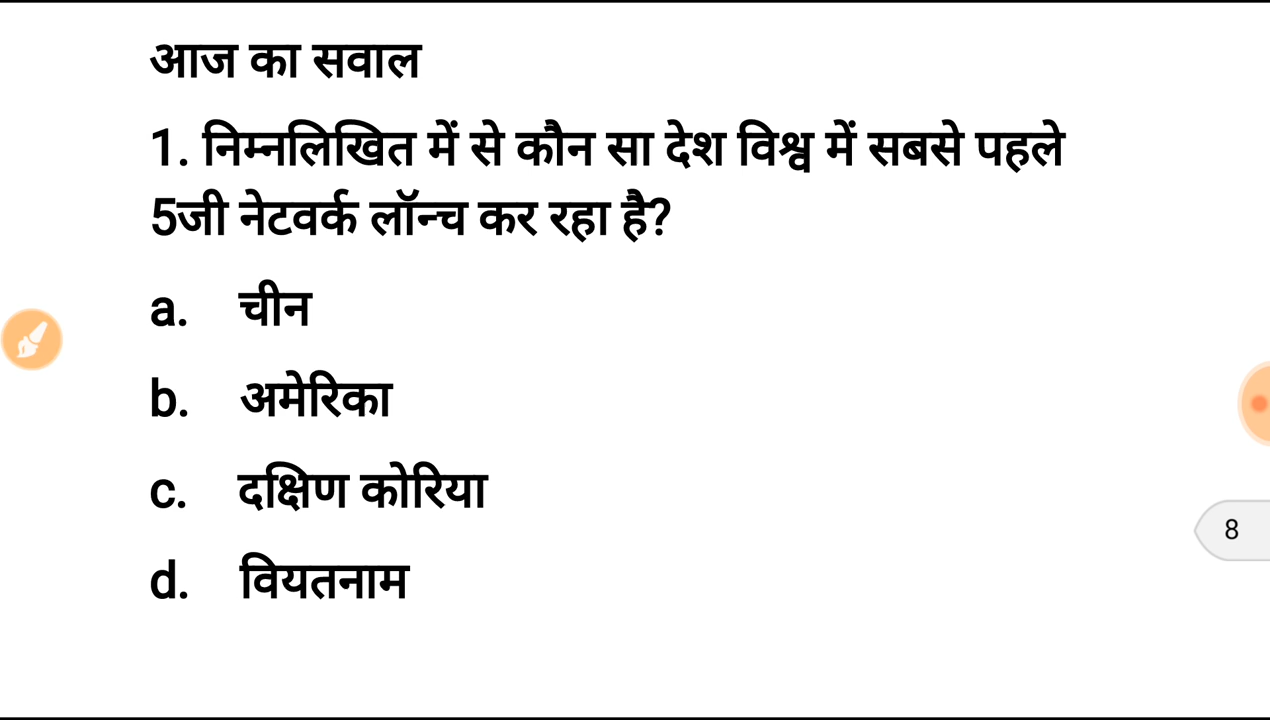 आज का सवाल
1. निम्नलिखित में से कौन सा देश विश्व में सबसे पहले
5जी नेटवर्क लॉन्च कर रहा है?
a. चीन
b. अमेरिका
c. दक्षिण कोरिया
8
d. वियतनाम